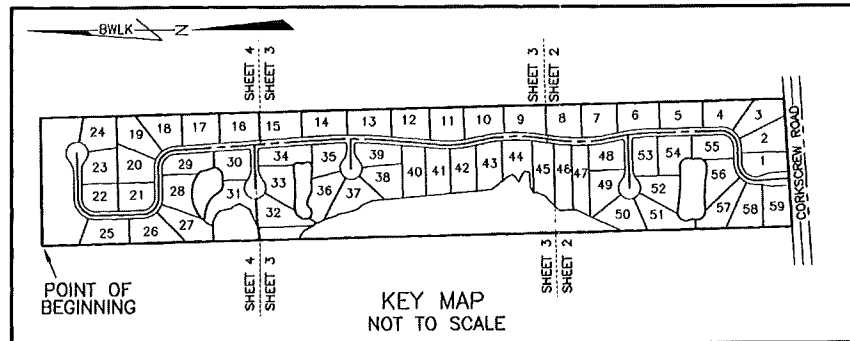 BWLK N
SHEET 4
SHEET 3
SHEET 3
SHEET 2
24 19 18 17 16 15 14 13 12 11 10 9 8 7 6 5 4 3
2
1
23 20 29 30 34 35 39 48 53 54 55
22 21 28 31 33 36 37 38 40 41 42 43 44 45 46 47 49 52 56
25 26 27 32 50 51 57 58 59
CORKSCREW ROAD
POINT OF
BEGINNING
SHEET 4
SHEET 3
SHEET 3
SHEET 2
KEY MAP
NOT TO SCALE